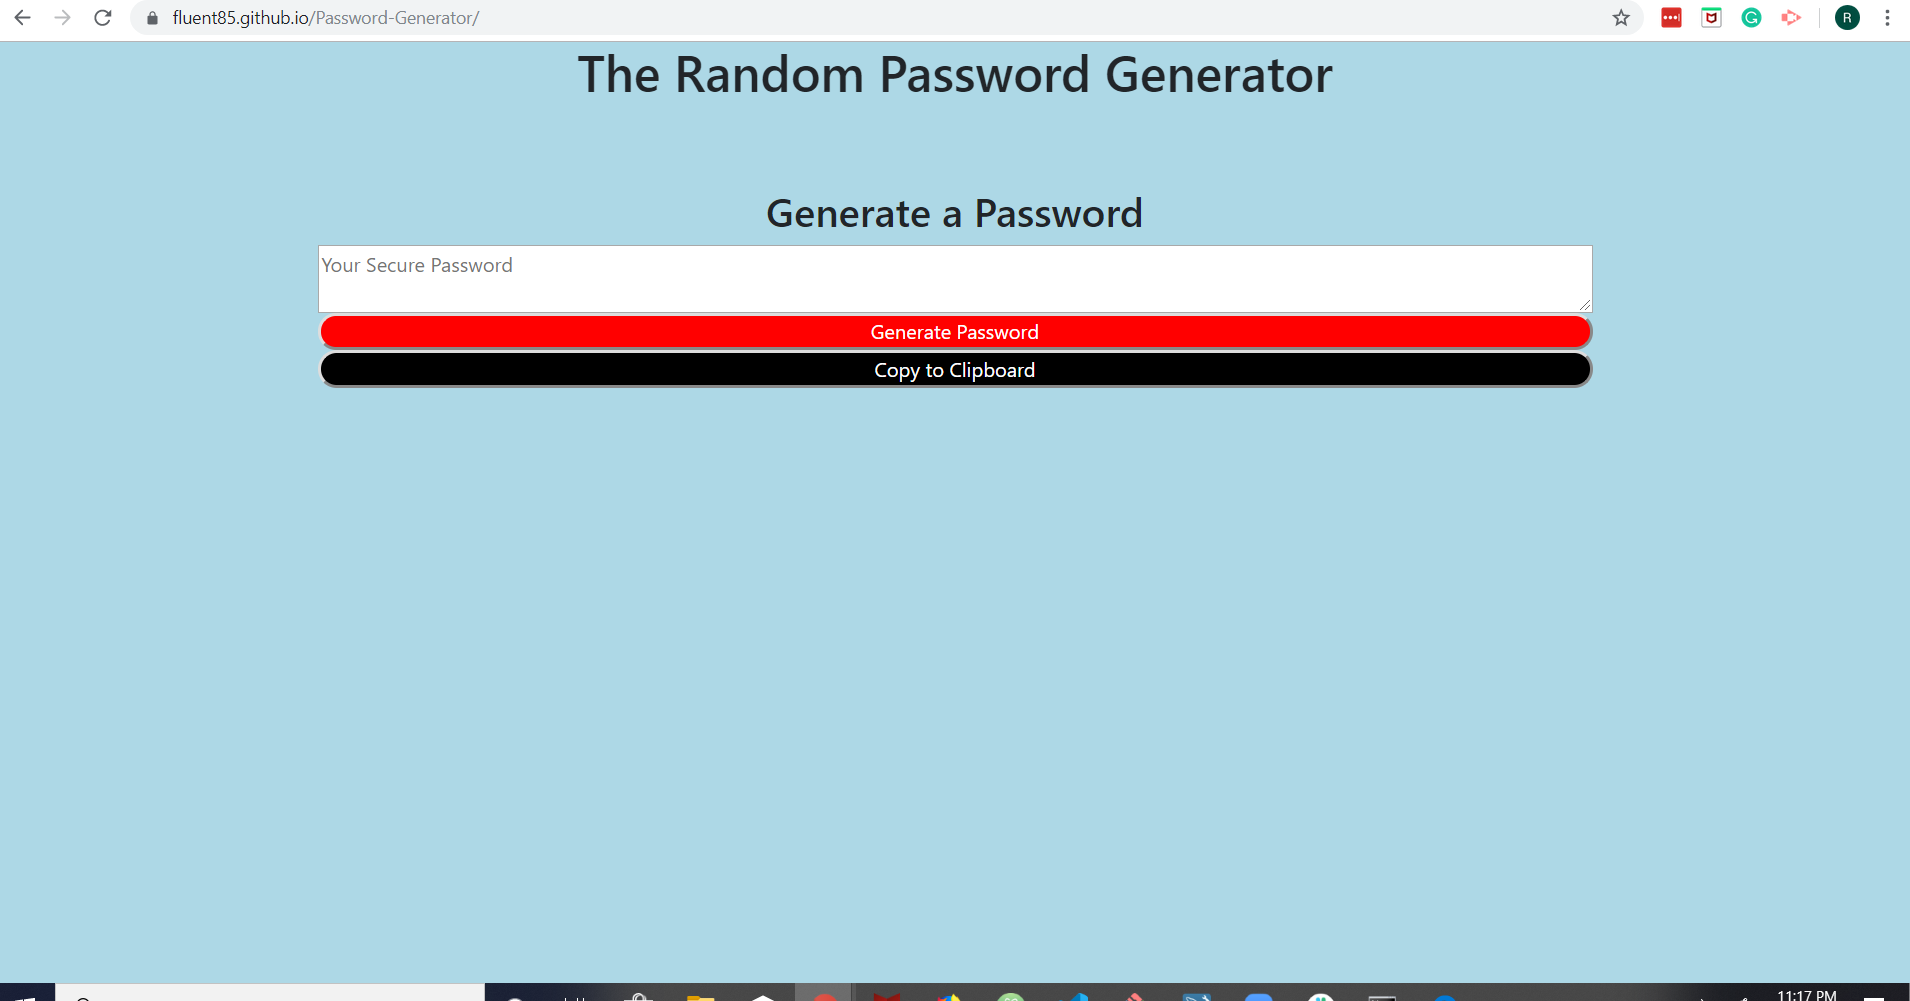 fluent85.github.io/Password-Generator/
R
The Random Password Generator
Generate a Password
Your Secure Password
Generate Password
Copy to Clipboard
11:17 PM